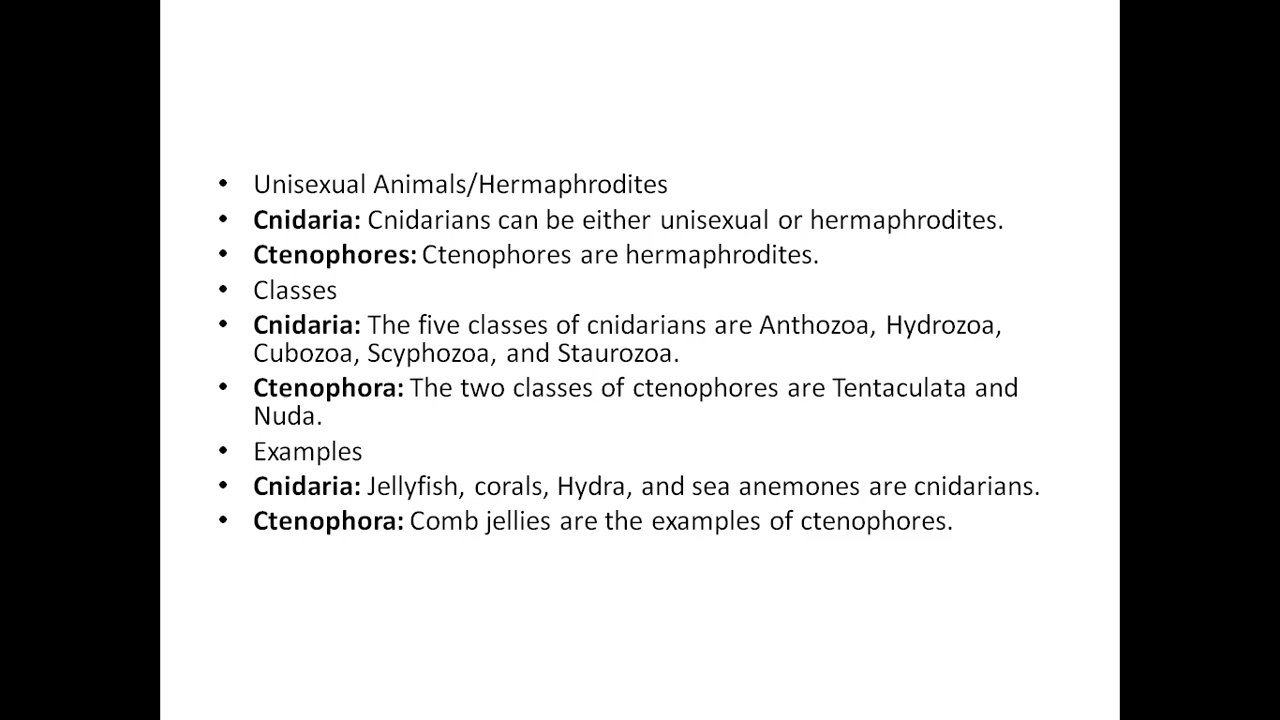 • Unisexual Animals/Hermaphrodites
• Cnidaria: Cnidarians can be either unisexual or hermaphrodites.
• Ctenophores: Ctenophores are hermaphrodites.
• Classes
• Cnidaria: The five classes of cnidarians are Anthozoa, Hydrozoa,
Cubozoa, Scyphozoa, and Staurozoa.
• Ctenophora: The two classes of ctenophores are Tentaculata and
Nuda.
• Examples
• Cnidaria: Jellyfish, corals, Hydra, and sea anemones are cnidarians.
• Ctenophora: Comb jellies are the examples of ctenophores.